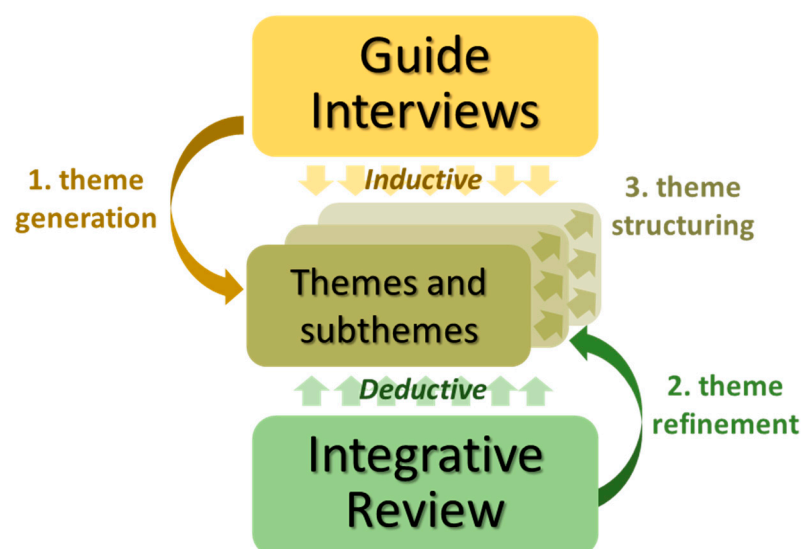 Guide
Interviews
1. theme
generation
Inductive
3. theme
structuring
Themes and
subthemes
Deductive
2. theme
refinement
Integrative
Review